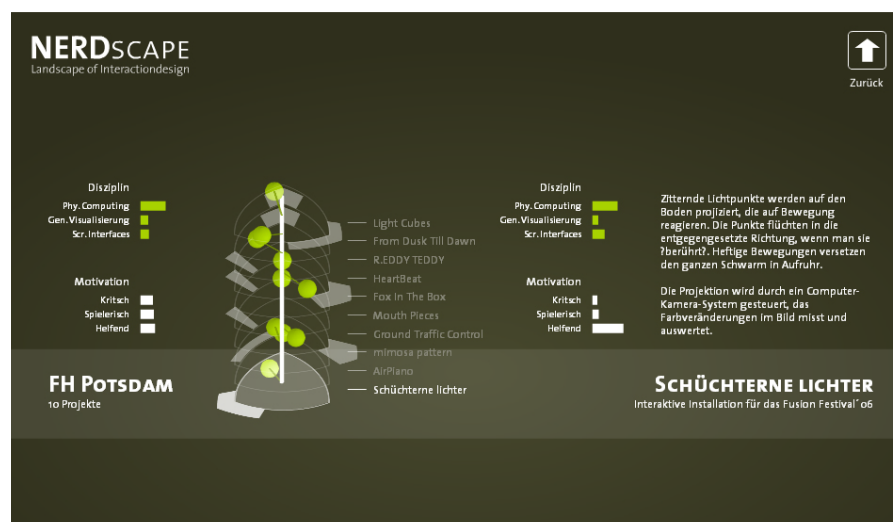 NERDSCAPE
Landscape of Interactiondesign
Zurück
Disziplin
Phy.Computing
Gen.Visualisierung
Scr.Interfaces
Motivation
Kritisch
Spielerisch
Helfend
FH POTSDAM
10 Projekte
Light Cubes
From Dusk Till Dawn
R.EDDY TEDDY
HeartBeat
Fox In The Box
Mouth Pieces
Ground Traffic Control
mimosa pattern
AirPiano
Schüchterne lichter
Disziplin
Phy.Computing
Gen.Visualisierung
Scr.Interfaces
Motivation
Kritisch
Spielerisch
Helfend
Zitternde Lichtpunkte werden auf den
Boden projiziert, die auf Bewegung
reagieren. Die Punkte flüchten in die
entgegengesetzte Richtung, wenn man sie
?berührt?. Heftige Bewegungen versetzen
den ganzen Schwarm in Aufruhr.
Die Projektion wird durch ein Computer-
Kamera-System gesteuert, das
Farbveränderungen im Bild misst und
auswertet.
SCHÜCHTERNE LICHTER
Interaktive Installation für das Fusion Festival´06